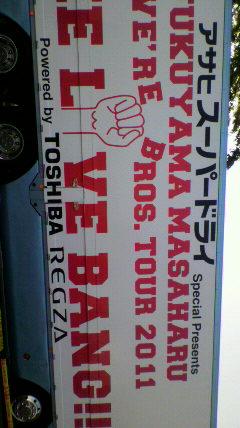 アサヒスーパードライ Special Presents
FUKUYAMA MASAHARU
WE'RE BROS. TOUR 2011
E L VE BANG!!
Powered by TOSHIBA REGZA